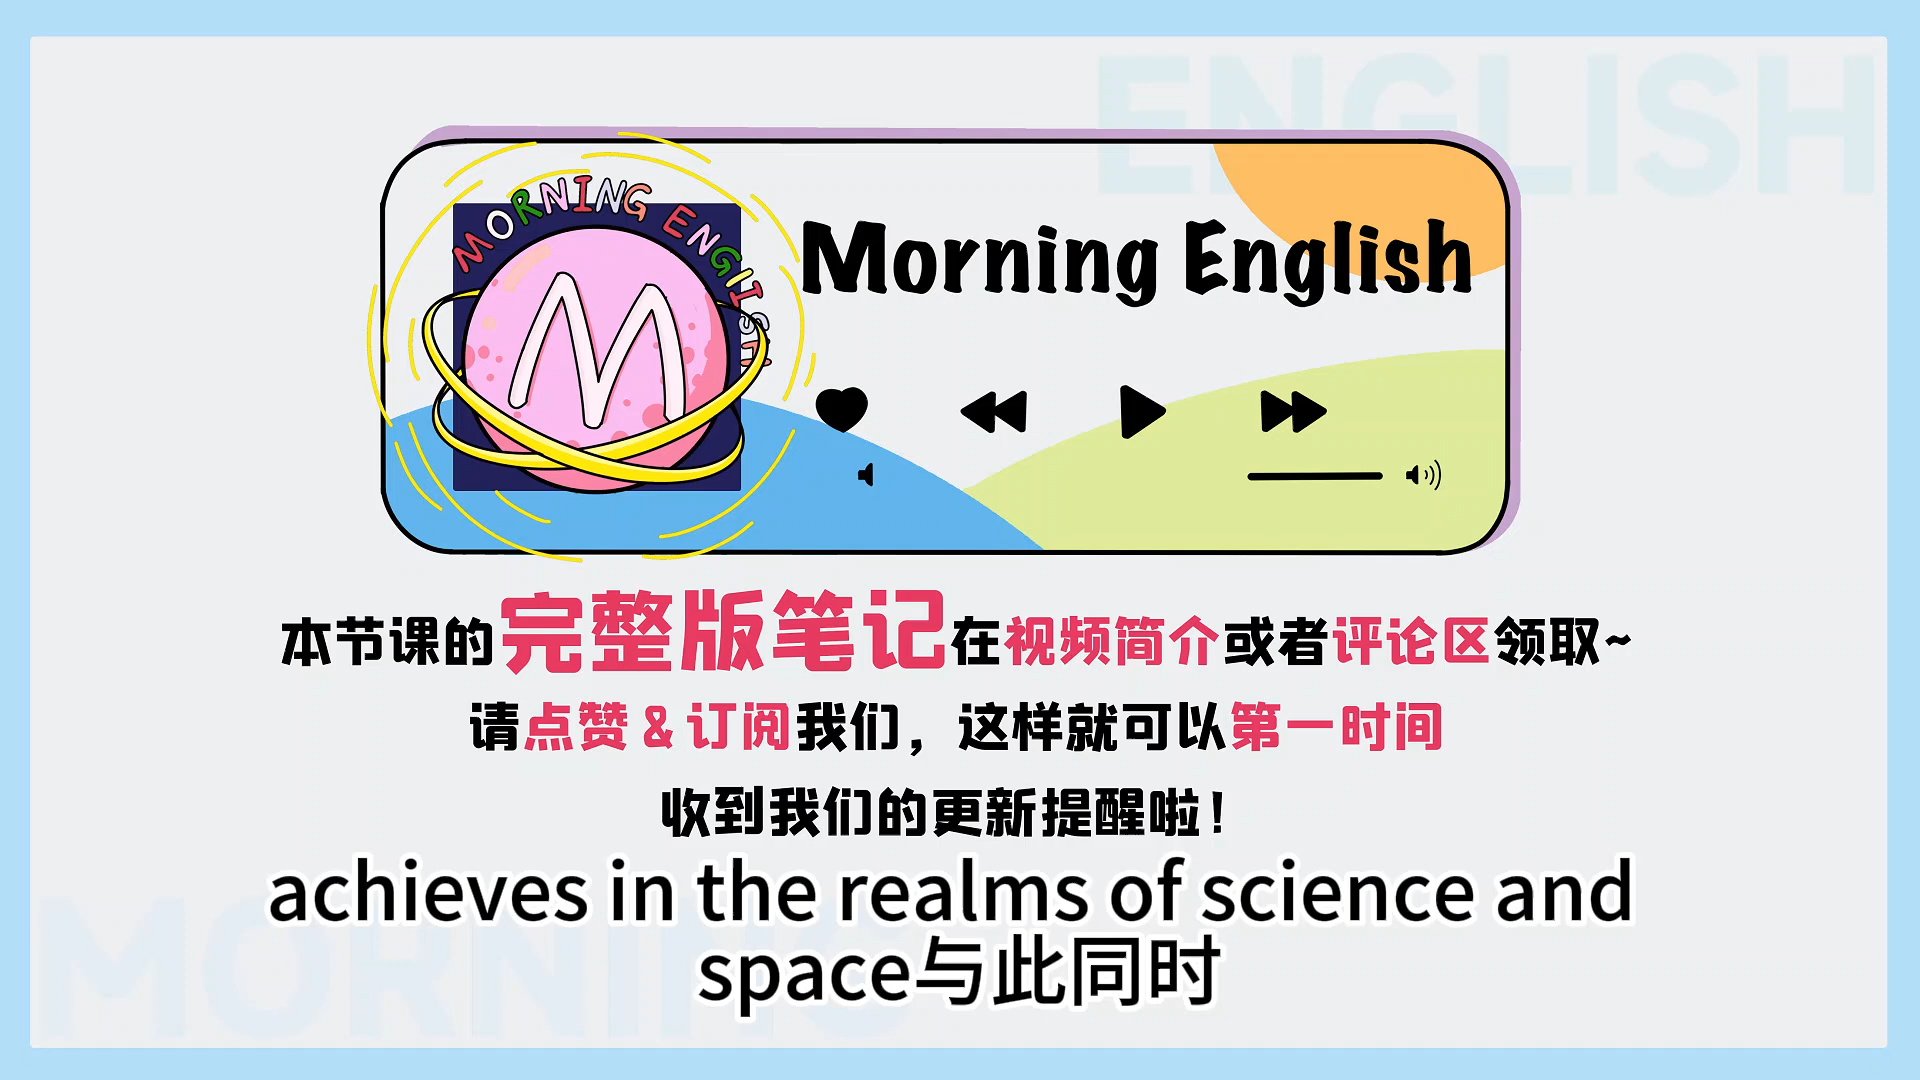 ENGLISH
MORNING ENGLISH
M
Morning English
本节课的完整版笔记在视频简介或者评论区领取~
请点赞&订阅我们，这样就可以第一时间
收到我们的更新提醒啦！
achieves in the realms of science and
space与此同时
MORNING